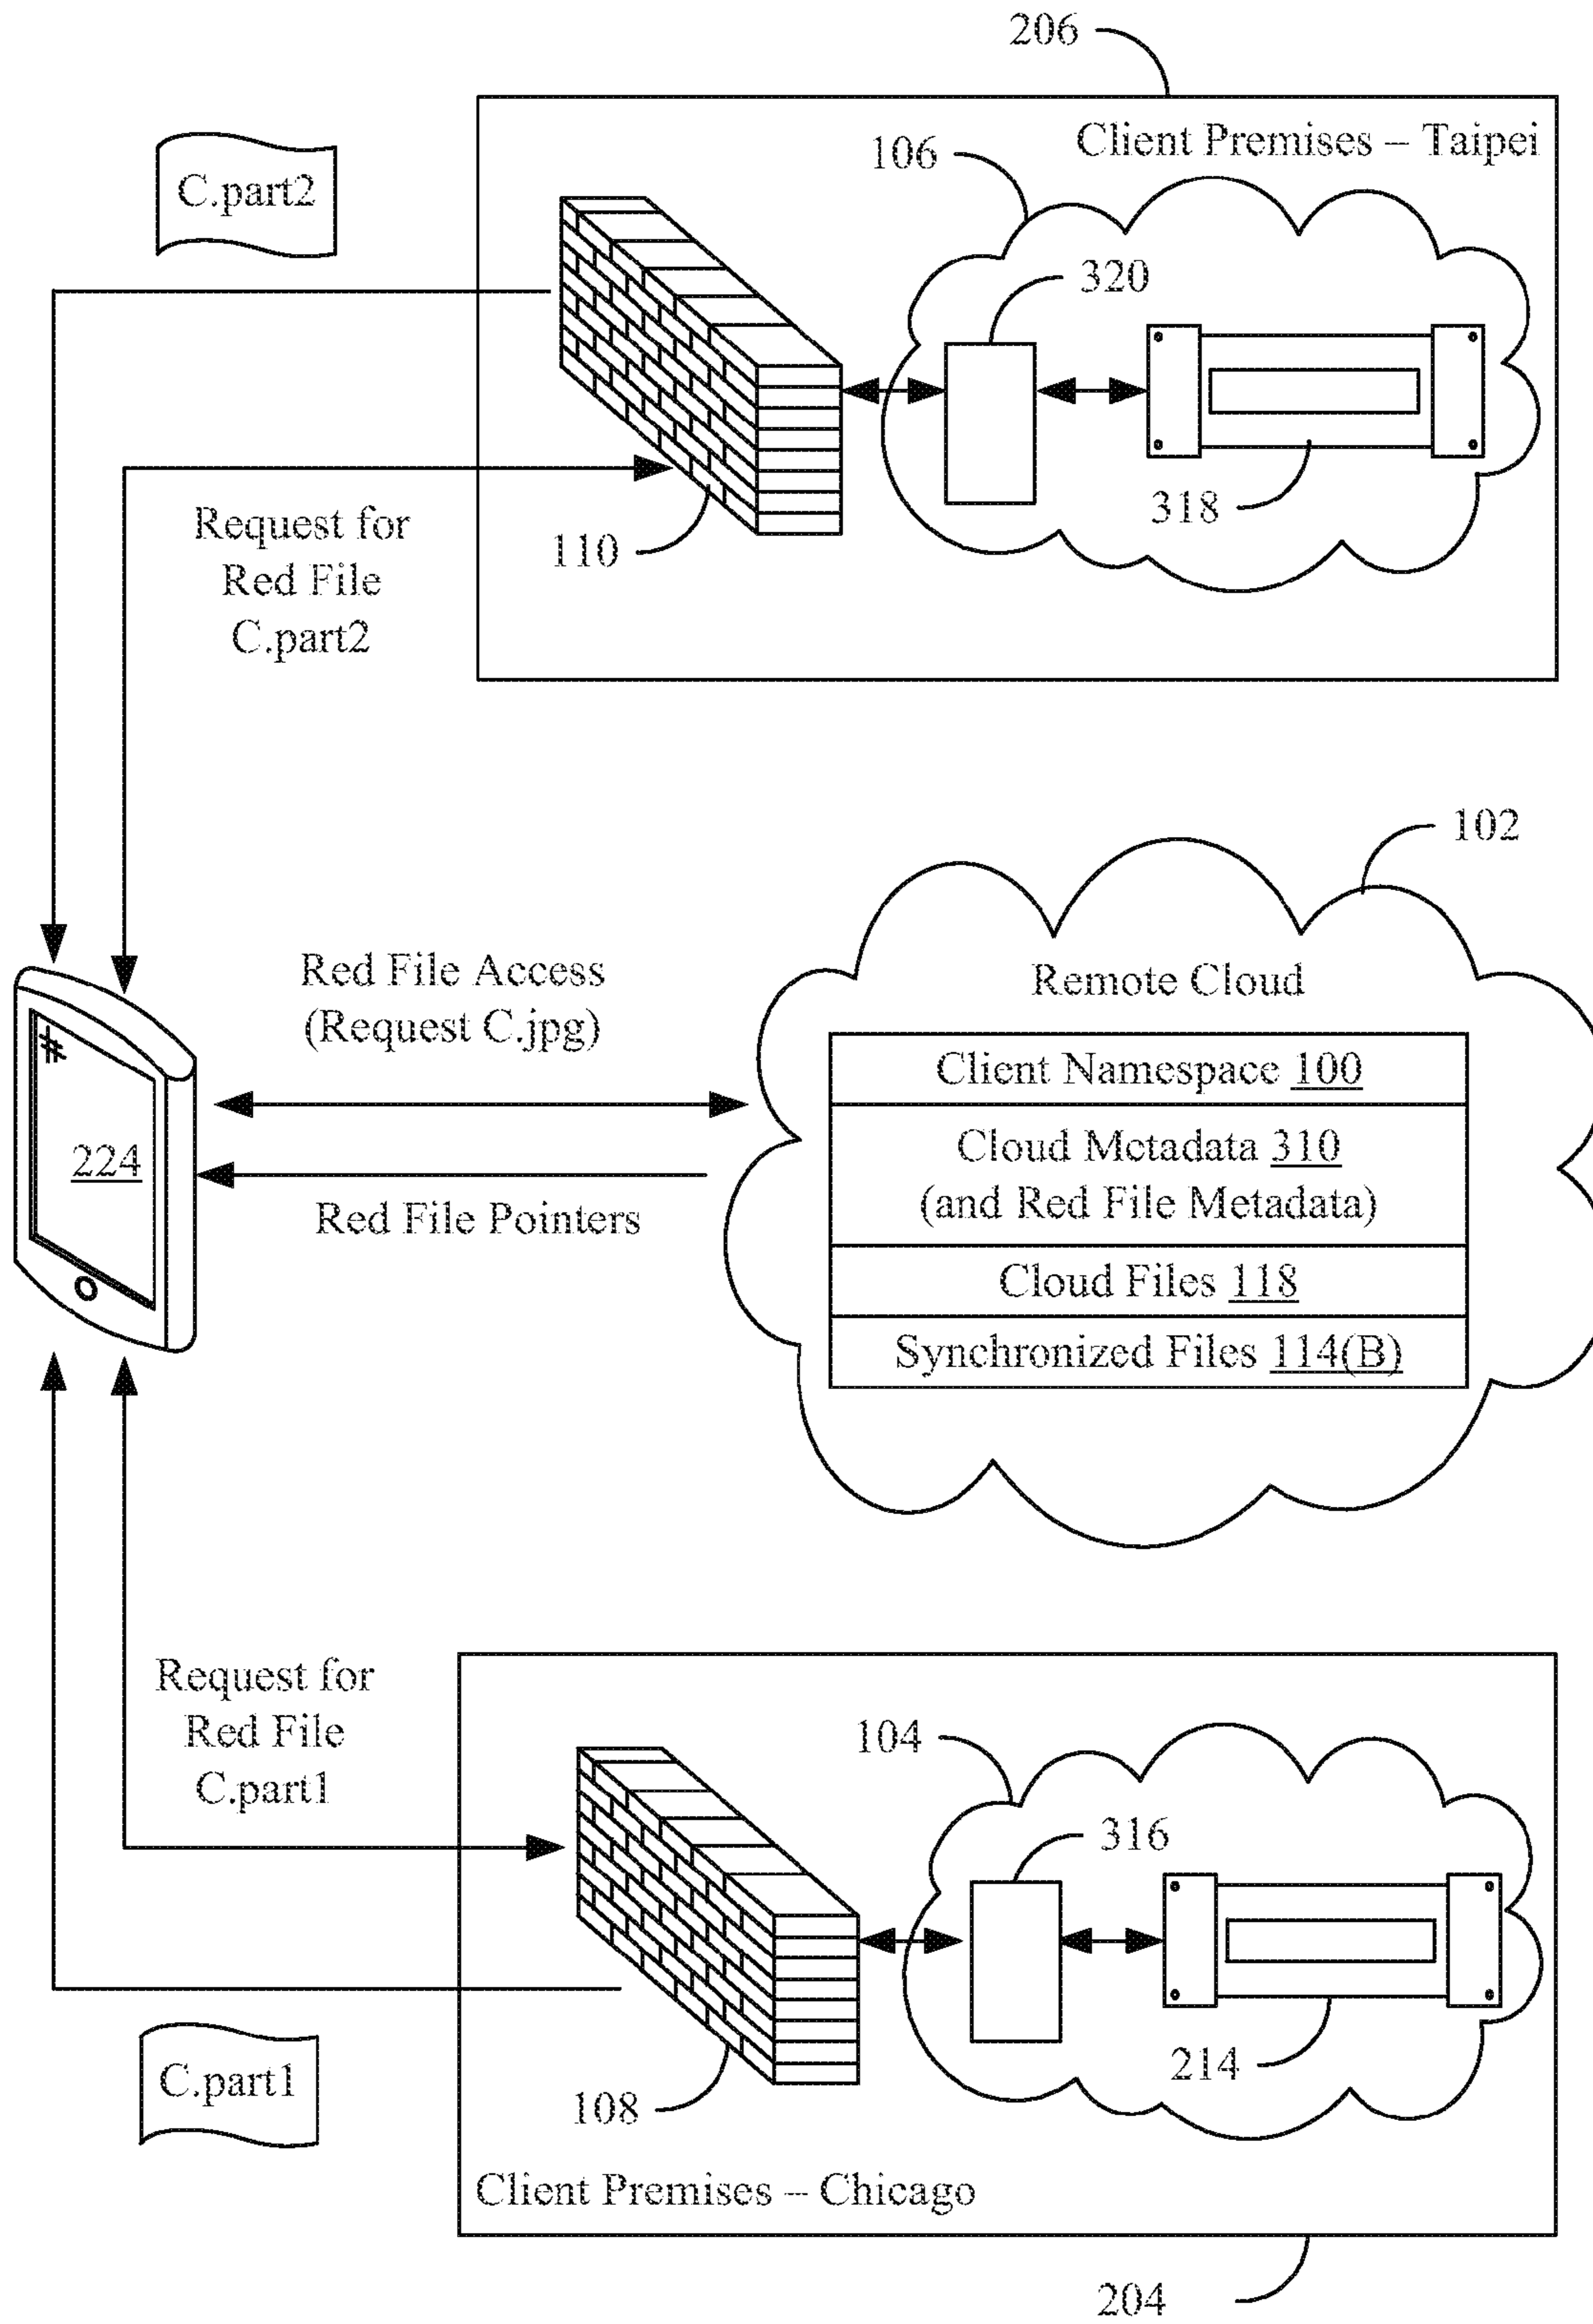 206
Client Premises – Taipei
C.part2
106
320
318
110
Request for
Red File
C.part2
102
Remote Cloud
Red File Access
(Request C.jpg)
Client Namespace 100
Cloud Metadata 310
(and Red File Metadata)
Cloud Files 118
Synchronized Files 114(B)
#
224
Red File Pointers
Request for
Red File
C.part1
104
316
214
108
C.part1
Client Premises – Chicago
204